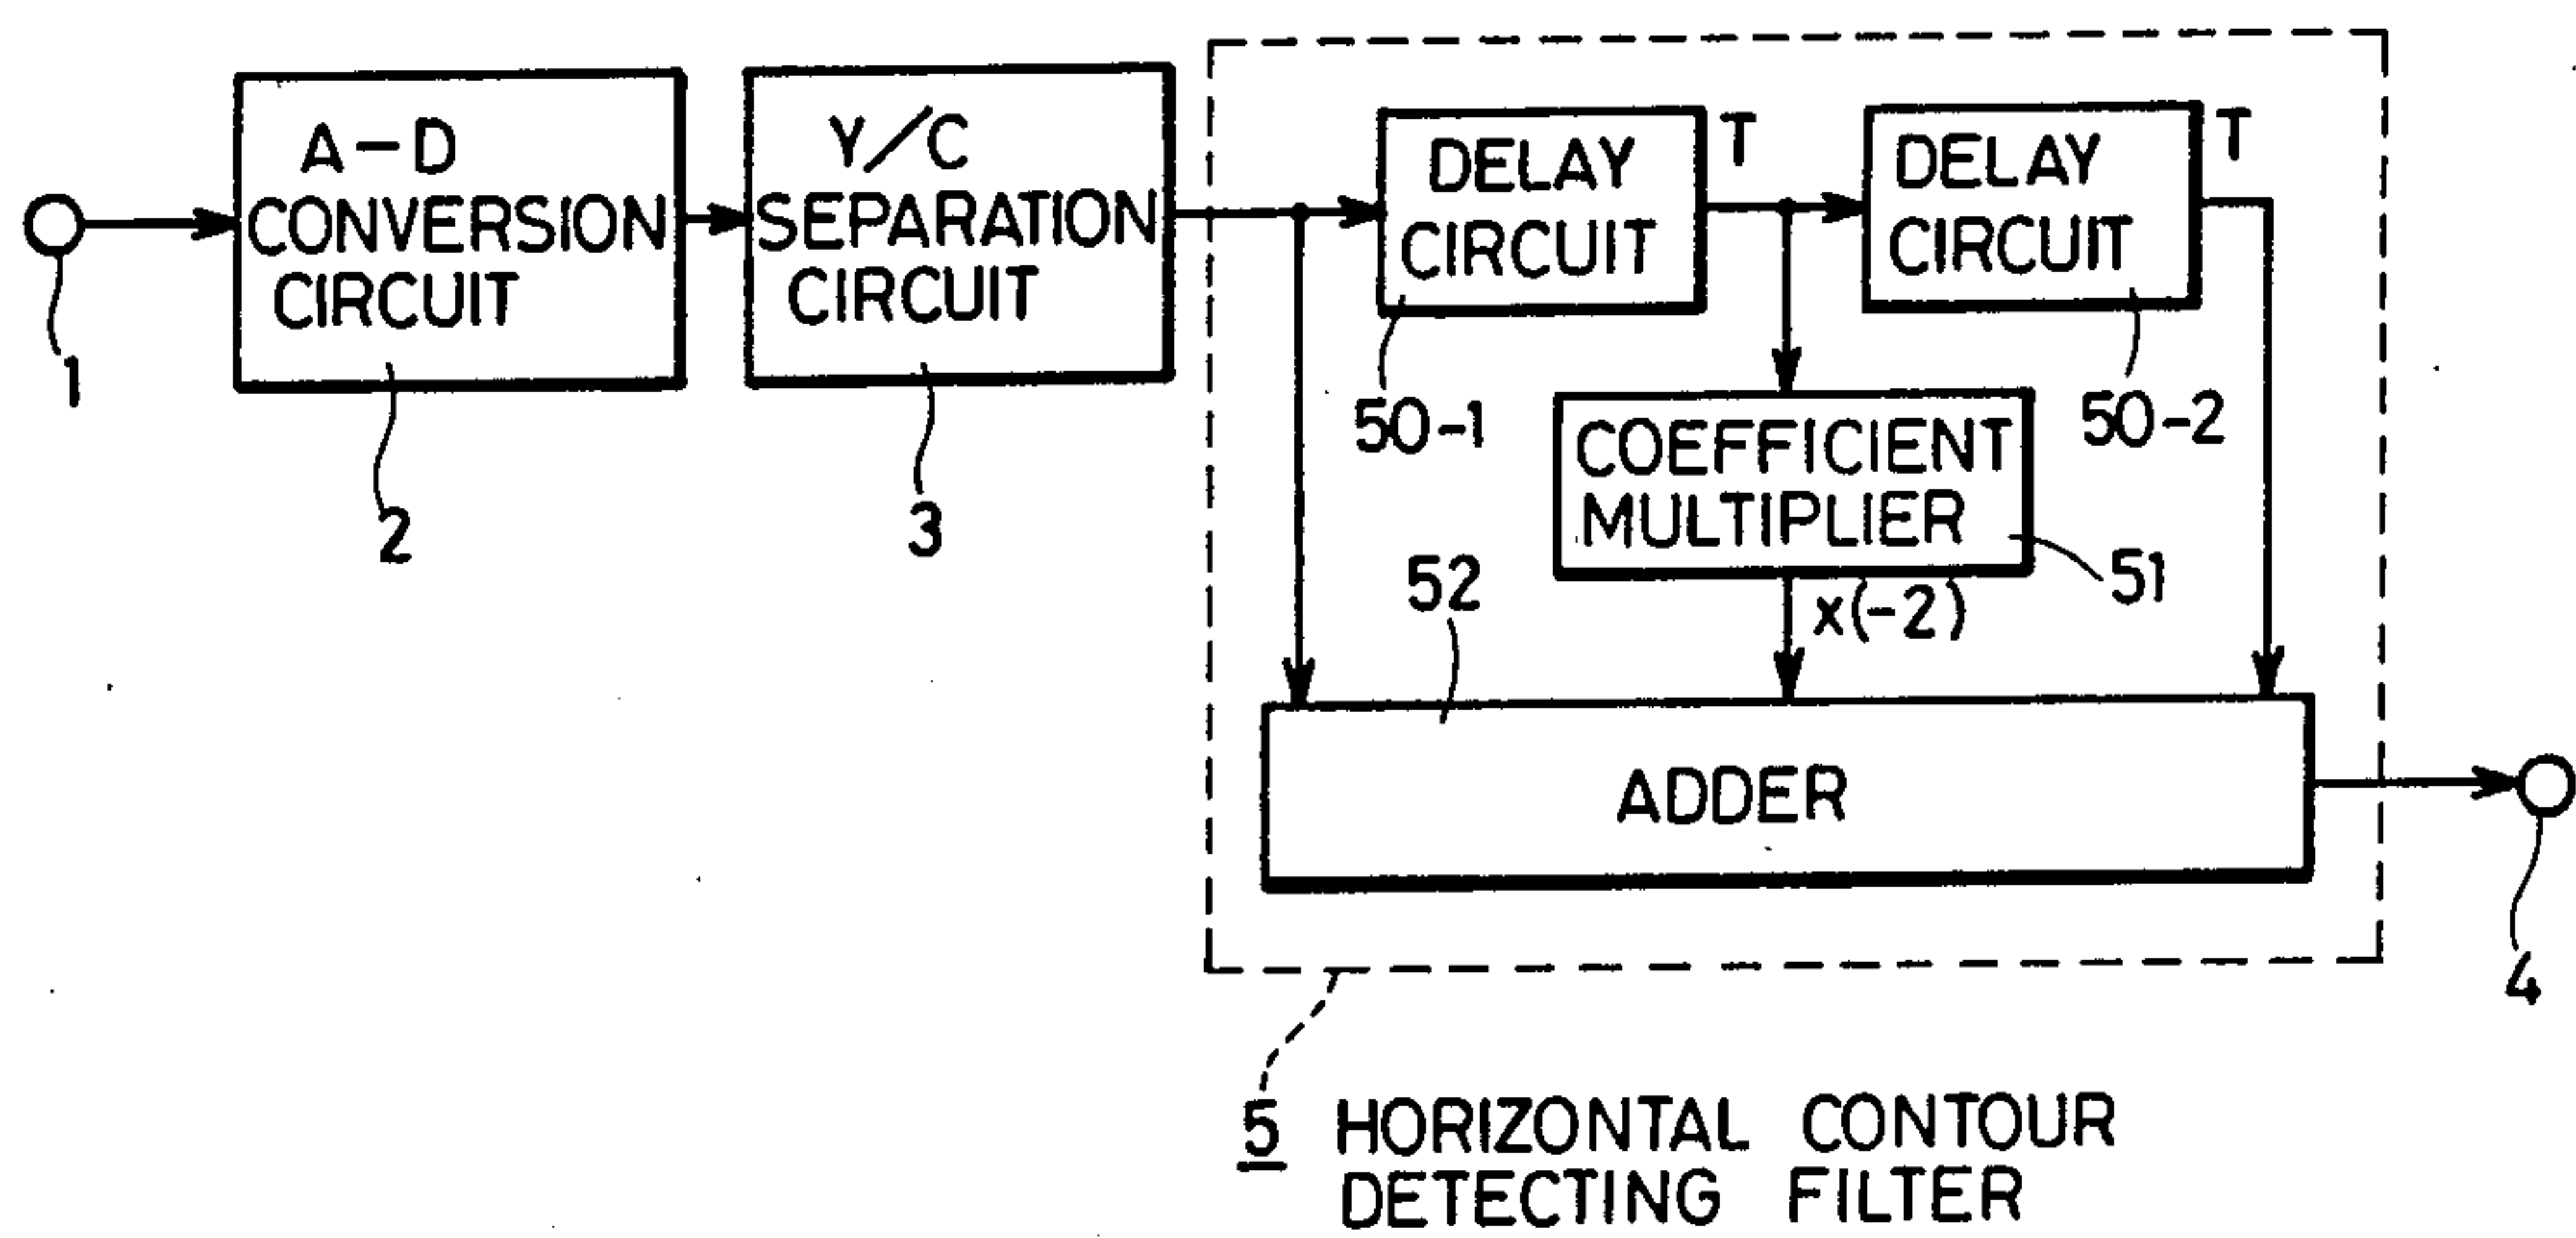 A-D
CONVERSION
CIRCUIT
Y/C
SEPARATION
CIRCUIT
DELAY
CIRCUIT
T
DELAY
CIRCUIT
T
1
2
3
50-1
50-2
COEFFICIENT
MULTIPLIER
51
52
x(-2)
ADDER
4
5 HORIZONTAL CONTOUR
DETECTING FILTER